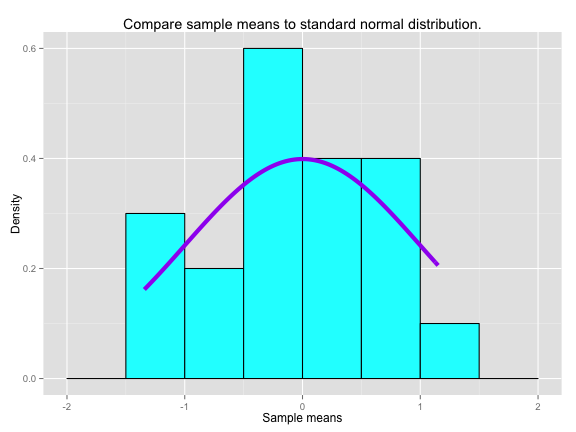 Compare sample means to standard normal distribution.
0.6
0.4
0.2
0.0
Density
-2 -1 0 1 2
Sample means